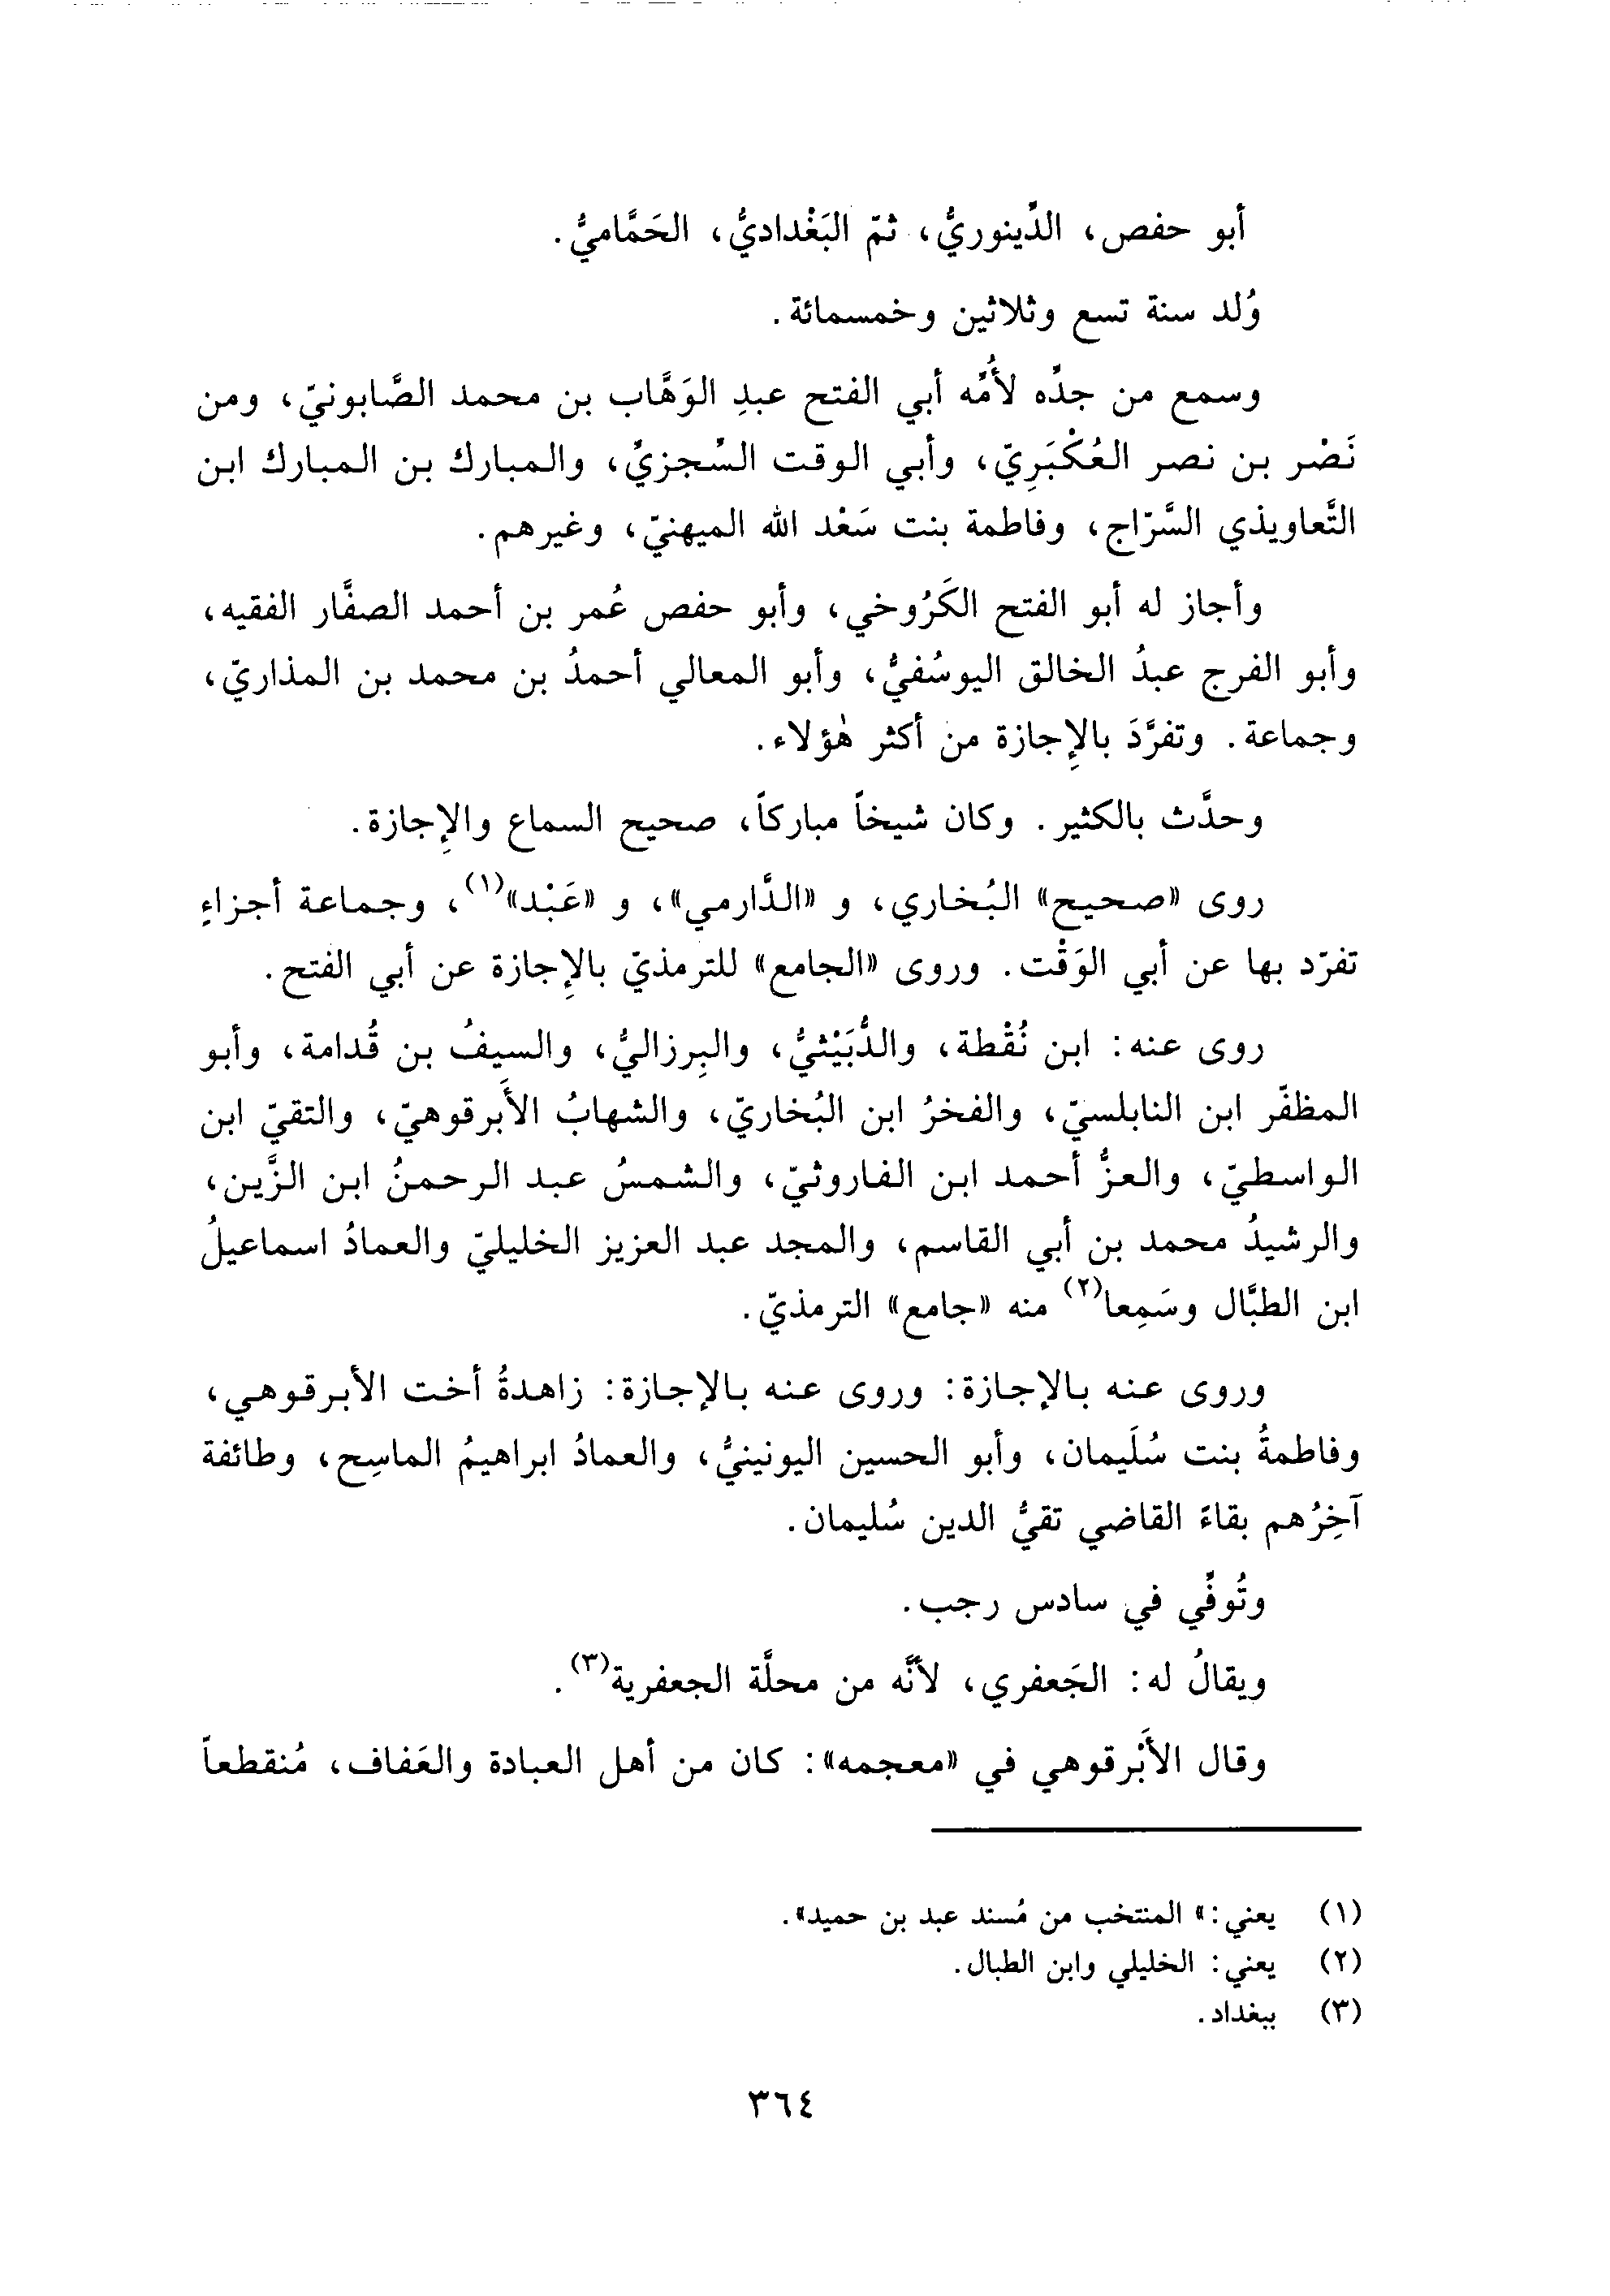 أبو حفص، الدِّينوريُّ، ثمّ البَغْداديُّ، الحَمَّاميُّ.
وُلد سنة تسع وثلاثين وخمسمائة.
وسمع من جدِّه لأُمِّه أبي الفتح عبدِ الوَهَّاب بن محمد الصَّابونيّ، ومن
نَصْر بن نصر العُكْبَرِيّ، وأبي الوقت السِّجزيِّ، والمبارك بن المبارك ابن
التَّعاويذي السَّرّاج، وفاطمة بنت سَعْد الله الميهنيّ، وغيرهم.
وأجاز له أبو الفتح الكَرُوخي، وأبو حفص عُمر بن أحمد الصفَّار الفقيه،
وأبو الفرج عبدُ الخالق اليوسُفيُّ، وأبو المعالي أحمدُ بن محمد بن المذاريّ،
وجماعة. وتفرَّدَ بالإِجازة من أكثر هٰؤلاء.
وحدَّث بالكثير. وكان شيخاً مباركاً، صحيح السماع والإِجازة.
روى «صحيح» البُخاري، و «الدَّارمي»، و «عَبْد»(١)، وجماعة أجزاءٍ
تفرّد بها عن أبي الوَقْت. وروى «الجامع» للترمذيّ بالإِجازة عن أبي الفتح.
روى عنه: ابن نُقْطة، والدُّبَيْثيُّ، والبِرزاليُّ، والسيفُ بن قُدامة، وأبو
المظفّر ابن النابلسيّ، والفخرُ ابن البُخاريّ، والشهابُ الأَبرقوهيّ، والتقيّ ابن
الواسطيّ، والعزُّ أحمد ابن الفاروثيّ، والشمسُ عبد الرحمنُ ابن الزَّين،
والرشيدُ محمد بن أبي القاسم، والمجد عبد العزيز الخليليّ والعمادُ اسماعيلُ
ابن الطبَّال وسَمِعا(٢) منه «جامع» الترمذيّ.
وروى عنه بالإجازة: وروى عنه بالإجازة: زاهدةُ أخت الأبرقوهي،
وفاطمةُ بنت سُلَيمان، وأبو الحسين اليونينيُّ، والعمادُ ابراهيمُ الماسِح، وطائفة
آخِرُهم بقاءً القاضي تقيُّ الدين سُليمان.
وتُوفِّي في سادس رجب.
ويقالُ له: الجَعفري، لأنَّه من محلَّة الجعفرية(٣).
وقال الأَبْرقوهي في «معجمه»: كان من أهل العبادة والعَفاف، مُنقطعاً
(١) يعني: «المنتخب من مُسند عبد بن حميد».
(٢) يعني: الخليلي وابن الطبال.
(٣) ببغداد.
٣٦٤